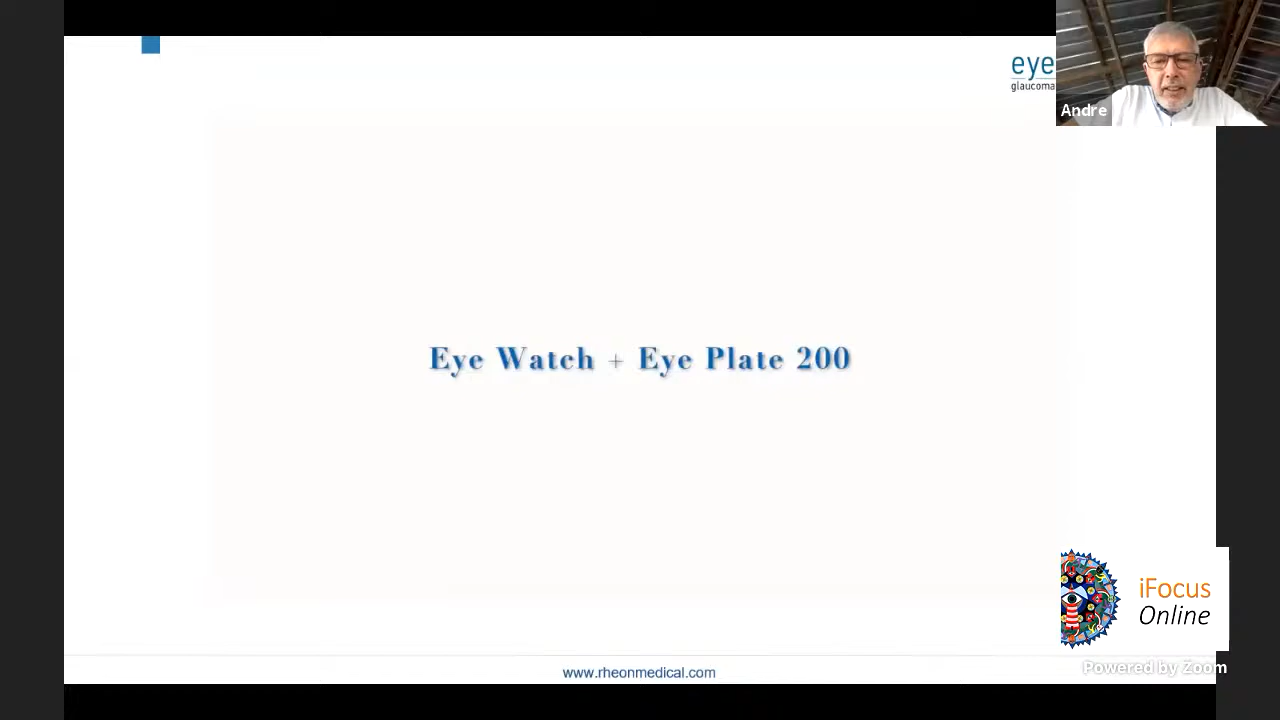 eye
glaucoma
Andre
Eye Watch + Eye Plate 200
iFocus
Online
www.rheonmedical.com
Powered by Zoom